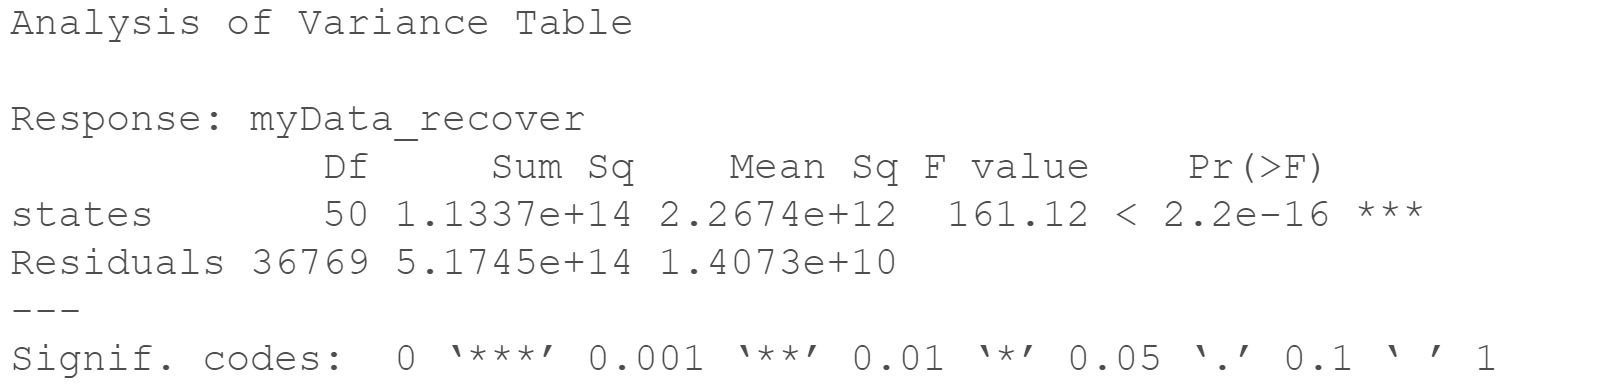 Analysis of Variance Table

Response: myData_recover
             Df     Sum Sq    Mean Sq F value    Pr(>F)
states       50 1.1337e+14 2.2674e+12  161.12 < 2.2e-16 ***
Residuals 36769 5.1745e+14 1.4073e+10
---
Signif. codes:  0 ‘***’ 0.001 ‘**’ 0.01 ‘*’ 0.05 ‘.’ 0.1 ‘ ’ 1